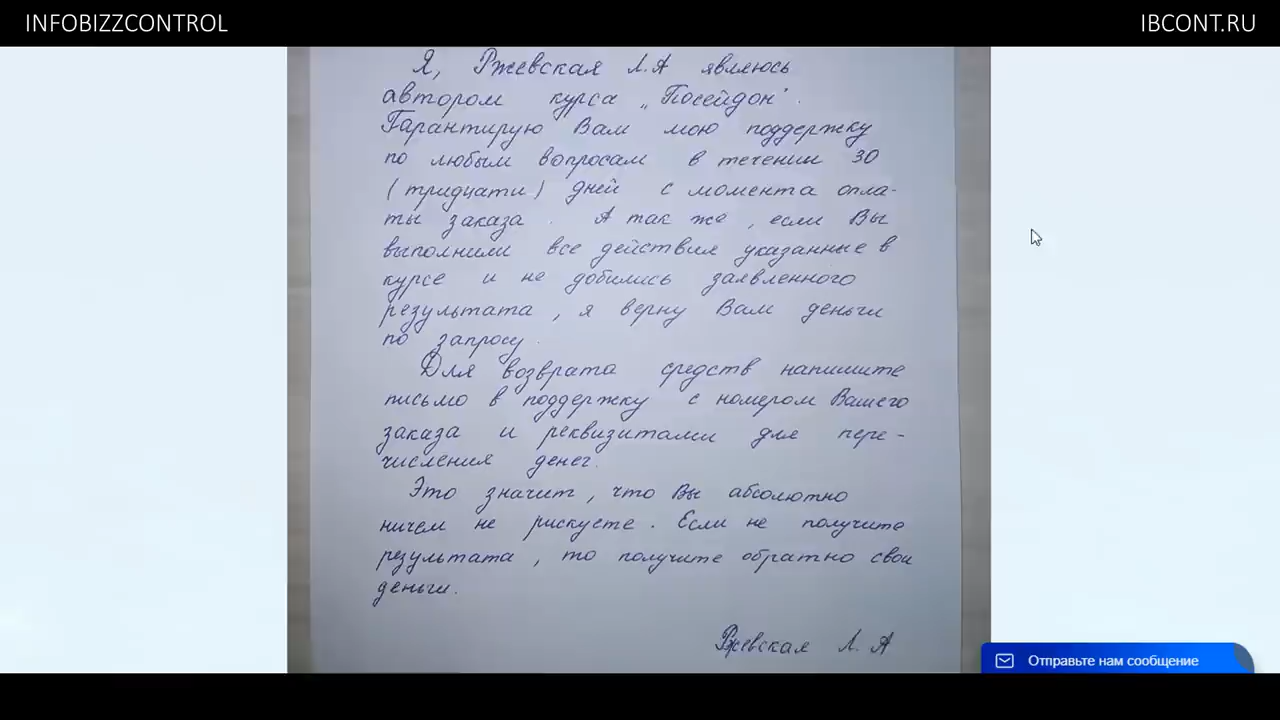 INFOBIZZCONTROL
IBCONT.RU
Я, Ржевская Л.А являюсь
автором курса „Посейдон".
Гарантирую Вам мою поддержку
по любым вопросам в течении 30
(тридцати) дней с момента опла-
ты заказа. А так же, если Вы
выполнили все действия указанные в
курсе и не добились заявленного
результата, я верну Вам деньги
по запросу.
Для возврата средств напишите
письмо в поддержку с номером Вашего
заказа и реквизитами для пере-
числения денег.
Это значит, что Вы абсолютно
ничем не рискуете. Если не получите
результата, то получите обратно свои
деньги.
Ржевская Л. А
Отправьте нам сообщение